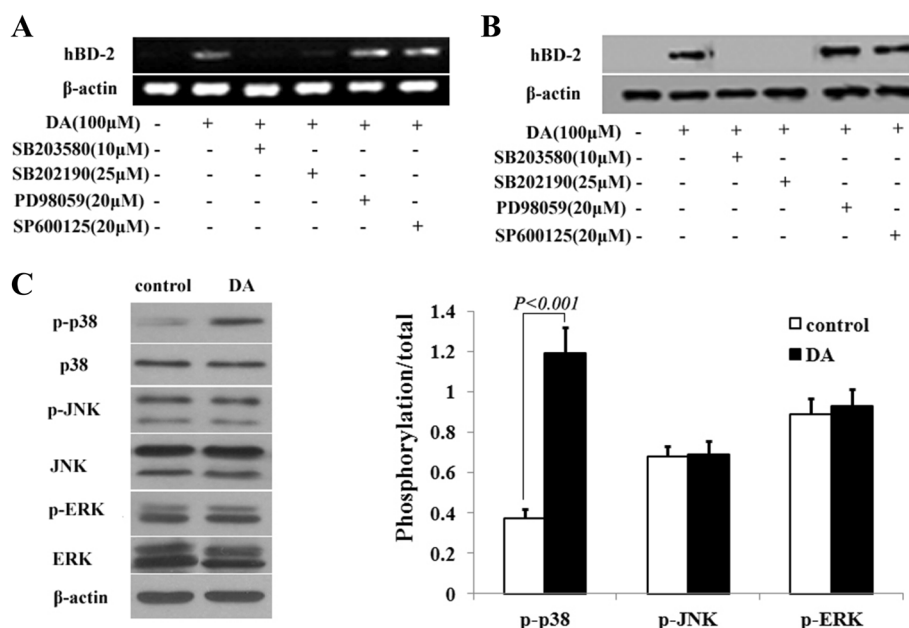 A
hBD-2
β-actin
DA(100μM) - + + + + +
SB203580(10μM) - - + - - -
SB202190(25μM) - - - + - -
PD98059(20μM) - - - - + -
SP600125(20μM) - - - - - +
B
hBD-2
β-actin
DA(100μM) - + + + + +
SB203580(10μM) - - + - - -
SB202190(25μM) - - - + - -
PD98059(20μM) - - - - + -
SP600125(20μM) - - - - - +
C
control DA
p-p38
p38
p-JNK
JNK
p-ERK
ERK
β-actin
Phosphorylation/total
1.4
1.2
1
0.8
0.6
0.4
0.2
0
P<0.001
control
DA
p-p38 p-JNK p-ERK